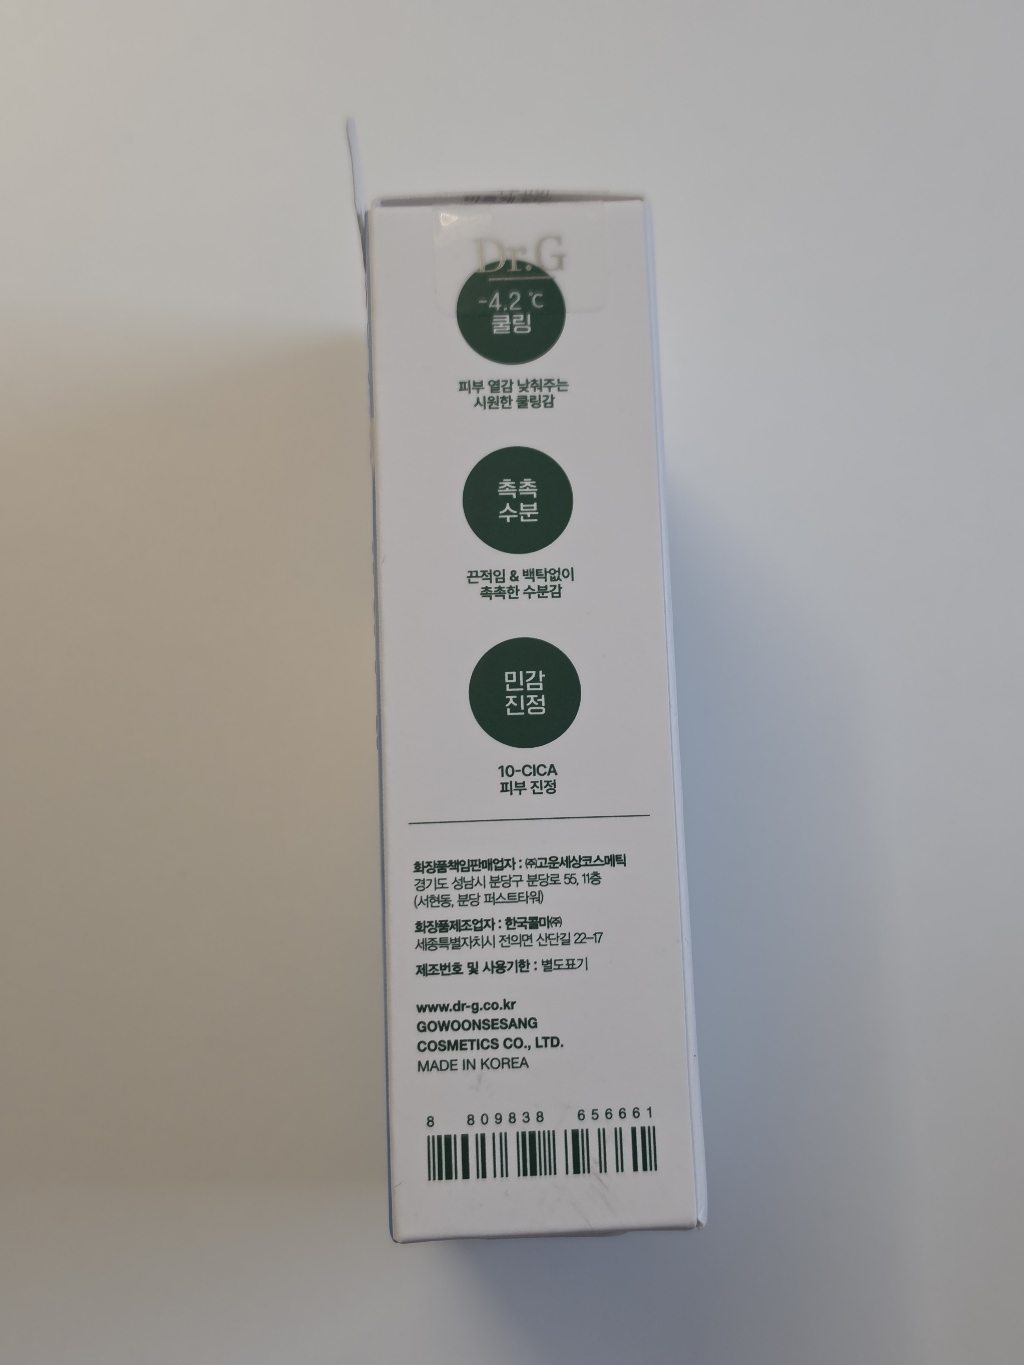 Dr.G
-4.2 ℃
쿨링
피부 열감 낮춰주는
시원한 쿨링감
촉촉
수분
끈적임 & 백탁없이
촉촉한 수분감
민감
진정
10-CICA
피부 진정
화장품책임판매업자 : ㈜고운세상코스메틱
경기도 성남시 분당구 분당로 55, 11층
(서현동, 분당 퍼스트타워)
화장품제조업자 : 한국콜마㈜
세종특별자치시 전의면 산단길 22-17
제조번호 및 사용기한 : 별도표기
www.dr-g.co.kr
GOWOONSESANG
COSMETICS CO., LTD.
MADE IN KOREA
8 809838 656661